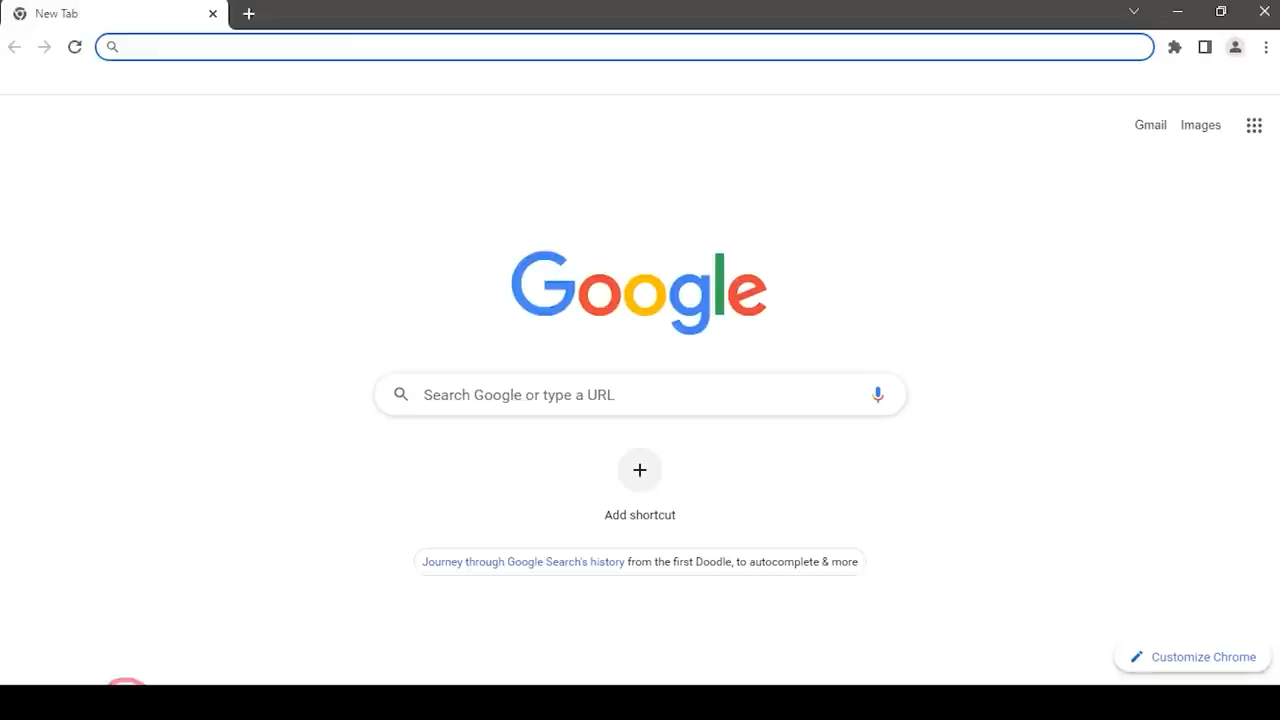 New Tab
Gmail Images
Google
Search Google or type a URL
Add shortcut
Journey through Google Search's history from the first Doodle, to autocomplete & more
Customize Chrome